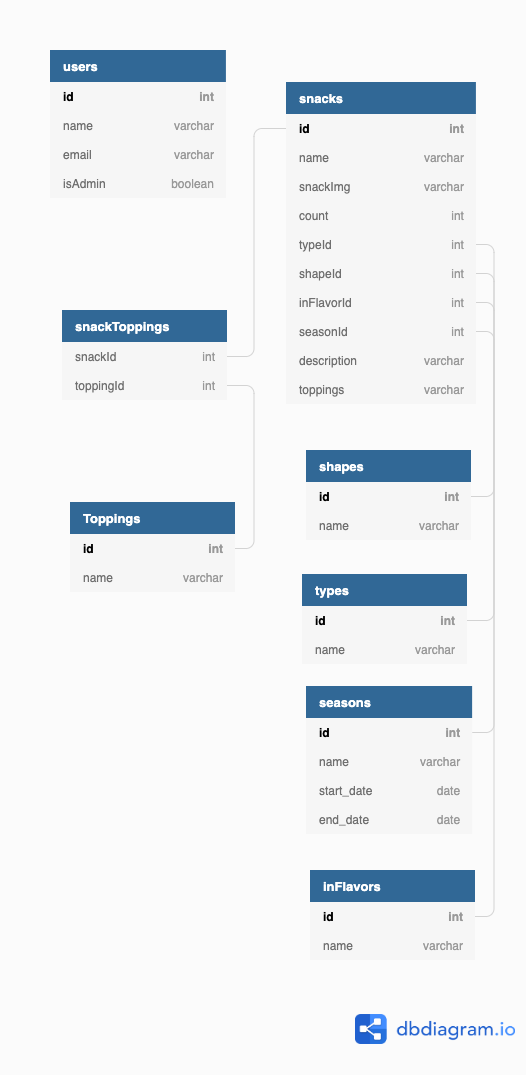 users
id int
name varchar
email varchar
isAdmin boolean
snacks
id int
name varchar
snackImg varchar
count int
typeId int
shapeId int
inFlavorId int
seasonId int
description varchar
toppings varchar
snackToppings
snackId int
toppingId int
shapes
id int
name varchar
Toppings
id int
name varchar
types
id int
name varchar
seasons
id int
name varchar
start_date date
end_date date
inFlavors
id int
name varchar
dbdiagram.io